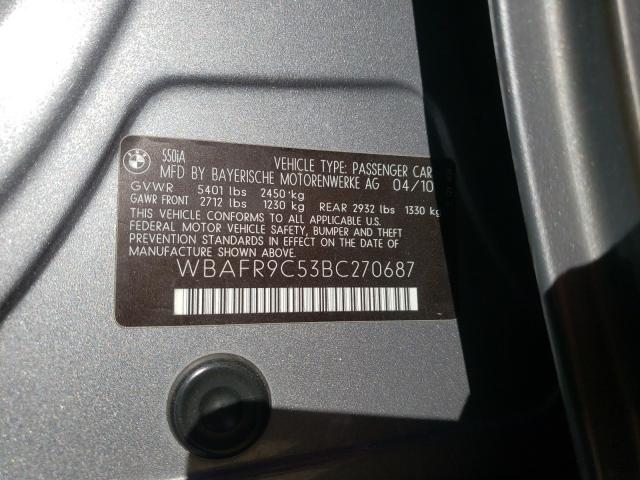 550iA VEHICLE TYPE: PASSENGER CAR
MFD BY BAYERISCHE MOTORENWERKE AG 04/10
GVWR 5401 lbs 2450 kg
GAWR FRONT 2712 lbs 1230 kg REAR 2932 lbs 1330 kg
THIS VEHICLE CONFORMS TO ALL APPLICABLE U.S.
FEDERAL MOTOR VEHICLE SAFETY, BUMPER AND THEFT
PREVENTION STANDARDS IN EFFECT ON THE DATE OF
MANUFACTURE SHOWN ABOVE.
WBAFR9C53BC270687